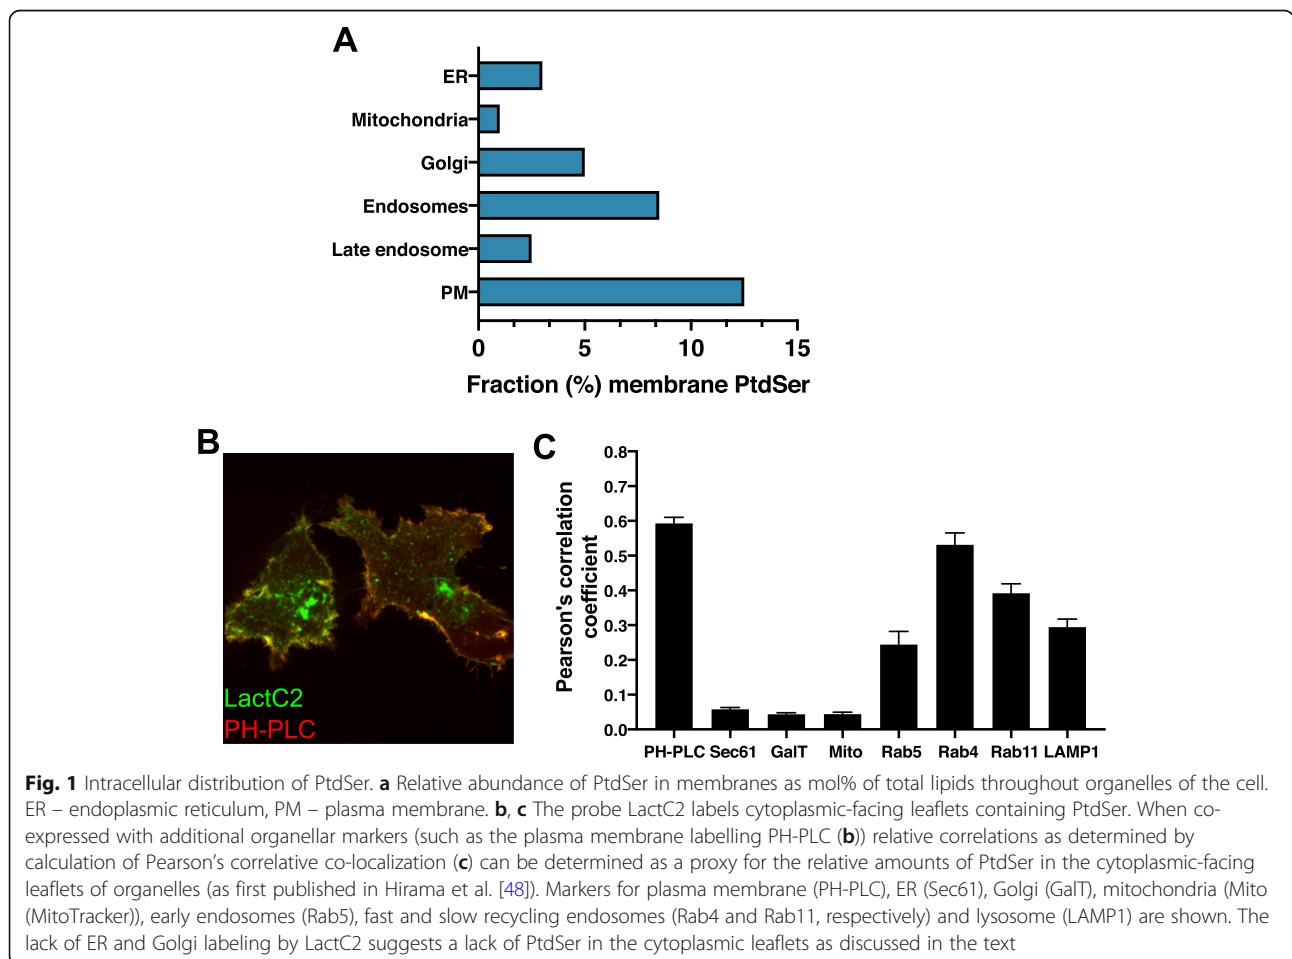 A
ER
Mitochondria
Golgi
Endosomes
Late endosome
PM
0 5 10 15
Fraction (%) membrane PtdSer
B
LactC2
PH-PLC
C
Pearson's correlation
coefficient
0.8
0.7
0.6
0.5
0.4
0.3
0.2
0.1
0.0
PH-PLC Sec61 GalT Mito Rab5 Rab4 Rab11 LAMP1
Fig. 1 Intracellular distribution of PtdSer. a Relative abundance of PtdSer in membranes as mol% of total lipids throughout organelles of the cell.
ER – endoplasmic reticulum, PM – plasma membrane. b, c The probe LactC2 labels cytoplasmic-facing leaflets containing PtdSer. When co-
expressed with additional organellar markers (such as the plasma membrane labelling PH-PLC (b)) relative correlations as determined by
calculation of Pearson's correlative co-localization (c) can be determined as a proxy for the relative amounts of PtdSer in the cytoplasmic-facing
leaflets of organelles (as first published in Hirama et al. [48]). Markers for plasma membrane (PH-PLC), ER (Sec61), Golgi (GalT), mitochondria (Mito
(MitoTracker)), early endosomes (Rab5), fast and slow recycling endosomes (Rab4 and Rab11, respectively) and lysosome (LAMP1) are shown. The
lack of ER and Golgi labeling by LactC2 suggests a lack of PtdSer in the cytoplasmic leaflets as discussed in the text